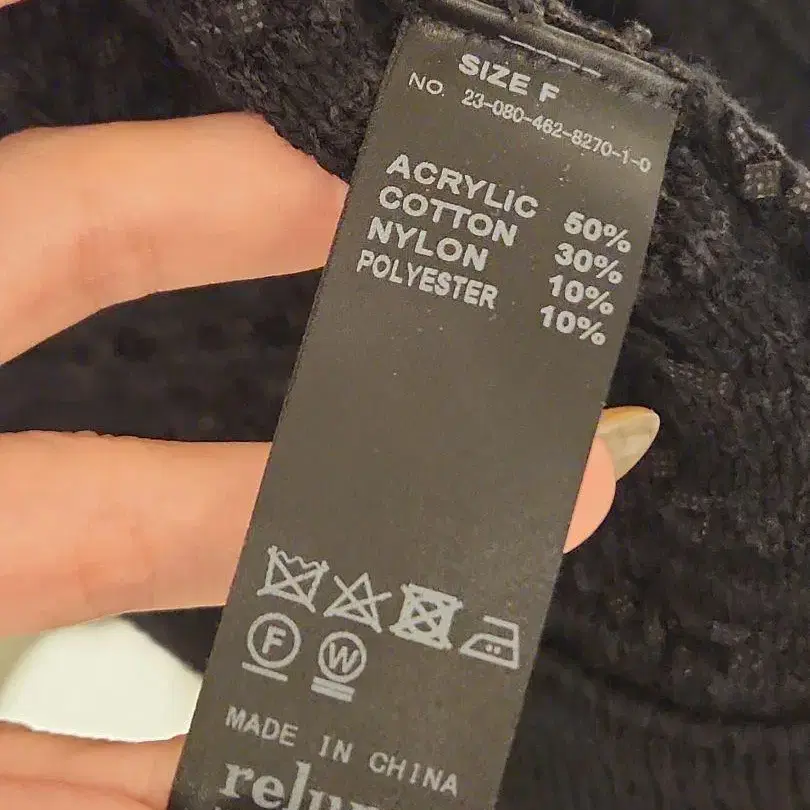 SIZE F
NO. 23-080-462-8270-1-0
ACRYLIC 50%
COTTON 30%
NYLON 10%
POLYESTER 10%
F W
MADE IN CHINA